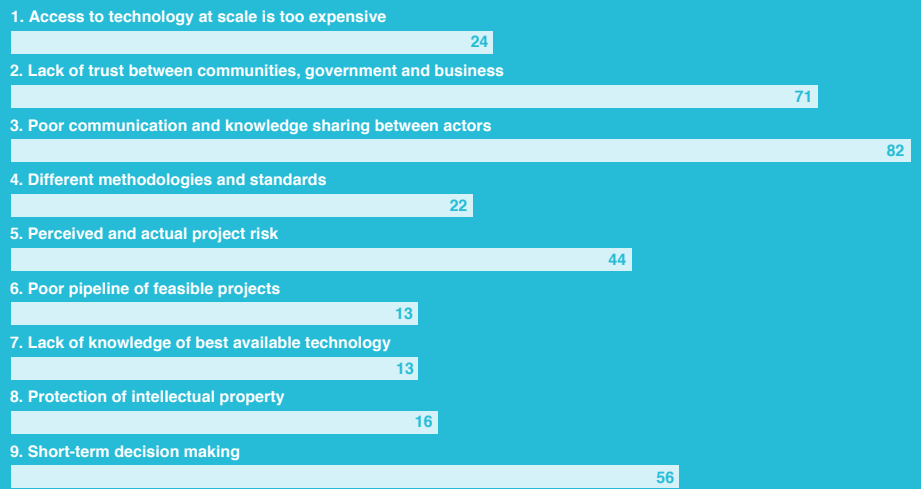 1. Access to technology at scale is too expensive
24
2. Lack of trust between communities, government and business
71
3. Poor communication and knowledge sharing between actors
82
4. Different methodologies and standards
22
5. Perceived and actual project risk
44
6. Poor pipeline of feasible projects
13
7. Lack of knowledge of best available technology
13
8. Protection of intellectual property
16
9. Short-term decision making
56